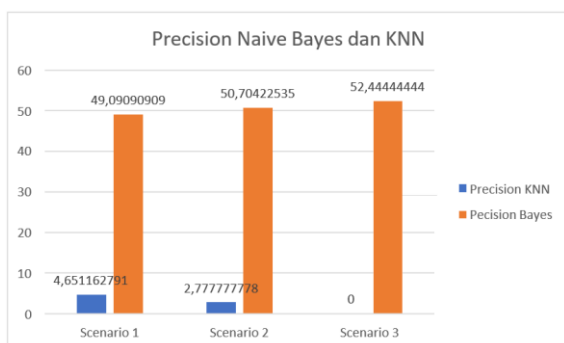 Precision Naive Bayes dan KNN
60
50
40
30
20
10
0
49,09090909
50,70422535
52,44444444
4,651162791
2,777777778
0
Scenario 1
Scenario 2
Scenario 3
Precision KNN
Pecision Bayes